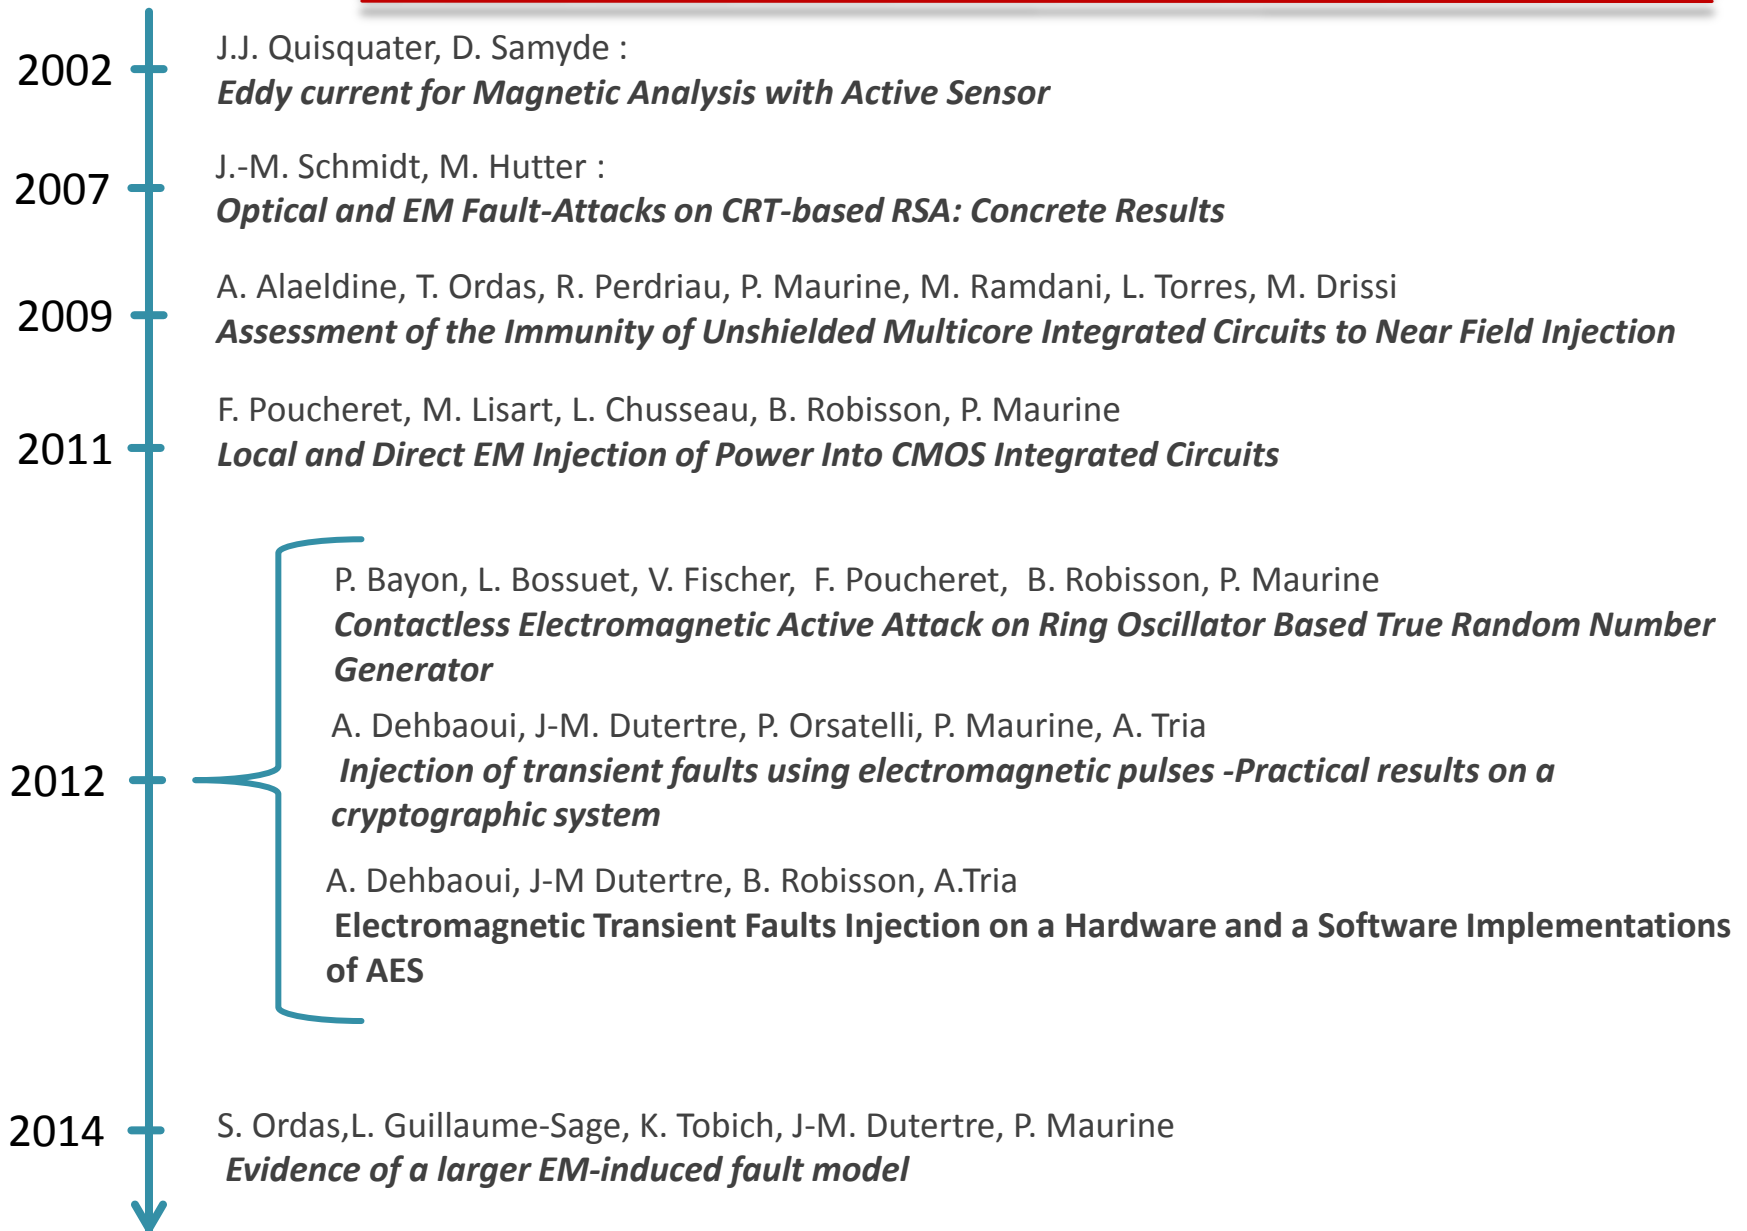 2002
J.J. Quisquater, D. Samyde :
Eddy current for Magnetic Analysis with Active Sensor
2007
J.-M. Schmidt, M. Hutter :
Optical and EM Fault-Attacks on CRT-based RSA: Concrete Results
2009
A. Alaeldine, T. Ordas, R. Perdriau, P. Maurine, M. Ramdani, L. Torres, M. Drissi
Assessment of the Immunity of Unshielded Multicore Integrated Circuits to Near Field Injection
2011
F. Poucheret, M. Lisart, L. Chusseau, B. Robisson, P. Maurine
Local and Direct EM Injection of Power Into CMOS Integrated Circuits
2012
P. Bayon, L. Bossuet, V. Fischer, F. Poucheret, B. Robisson, P. Maurine
Contactless Electromagnetic Active Attack on Ring Oscillator Based True Random Number
Generator
A. Dehbaoui, J-M. Dutertre, P. Orsatelli, P. Maurine, A. Tria
Injection of transient faults using electromagnetic pulses -Practical results on a
cryptographic system
A. Dehbaoui, J-M Dutertre, B. Robisson, A.Tria
Electromagnetic Transient Faults Injection on a Hardware and a Software Implementations
of AES
2014
S. Ordas,L. Guillaume-Sage, K. Tobich, J-M. Dutertre, P. Maurine
Evidence of a larger EM-induced fault model